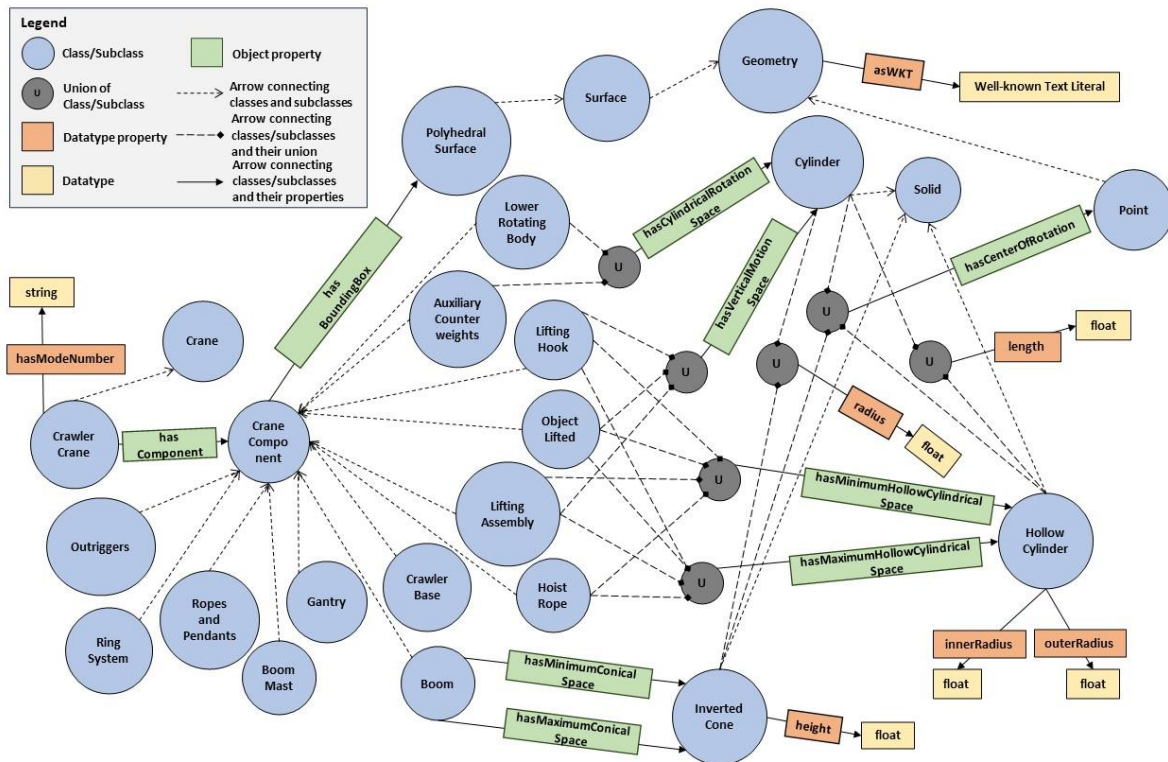 Legend
Class/Subclass
Object property
U
Union of
Class/Subclass
Arrow connecting
classes and subclasses
Datatype property
Arrow connecting
classes/subclasses
and their union
Datatype
Arrow connecting
classes/subclasses
and their properties
Geometry
asWKT
Well-known Text Literal
Surface
Polyhedral
Surface
Cylinder
Solid
Point
Lower
Rotating
Body
hasCylindricalRotation
Space
U
hasVerticalMotion
Space
hasCenterOfRotation
has
BoundingBox
string
hasModeNumber
Crane
Auxiliary
Counter
weights
Lifting
Hook
U
U
U
U
length
float
radius
float
Crawler
Crane
has
Component
Crane
Compo
nent
Object
Lifted
U
hasMinimumHollowCylindrical
Space
Lifting
Assembly
Hollow
Cylinder
hasMaximumHollowCylindrical
Space
U
Outriggers
Ring
System
Ropes
and
Pendants
Boom
Mast
Gantry
Crawler
Base
Hoist
Rope
Boom
hasMinimumConical
Space
hasMaximumConical
Space
Inverted
Cone
height
float
innerRadius
outerRadius
float
float